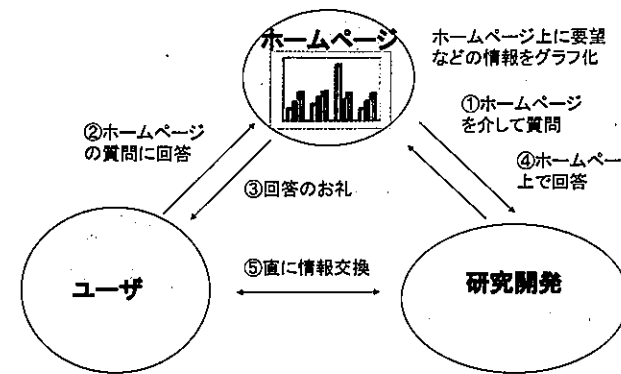 ホームページ
ホームページ上に要望
などの情報をグラフ化
①ホームページ
を介して質問
②ホームページ
の質問に回答
④ホームペー
上で回答
③回答のお礼
⑤直に情報交換
ユーザ
研究開発